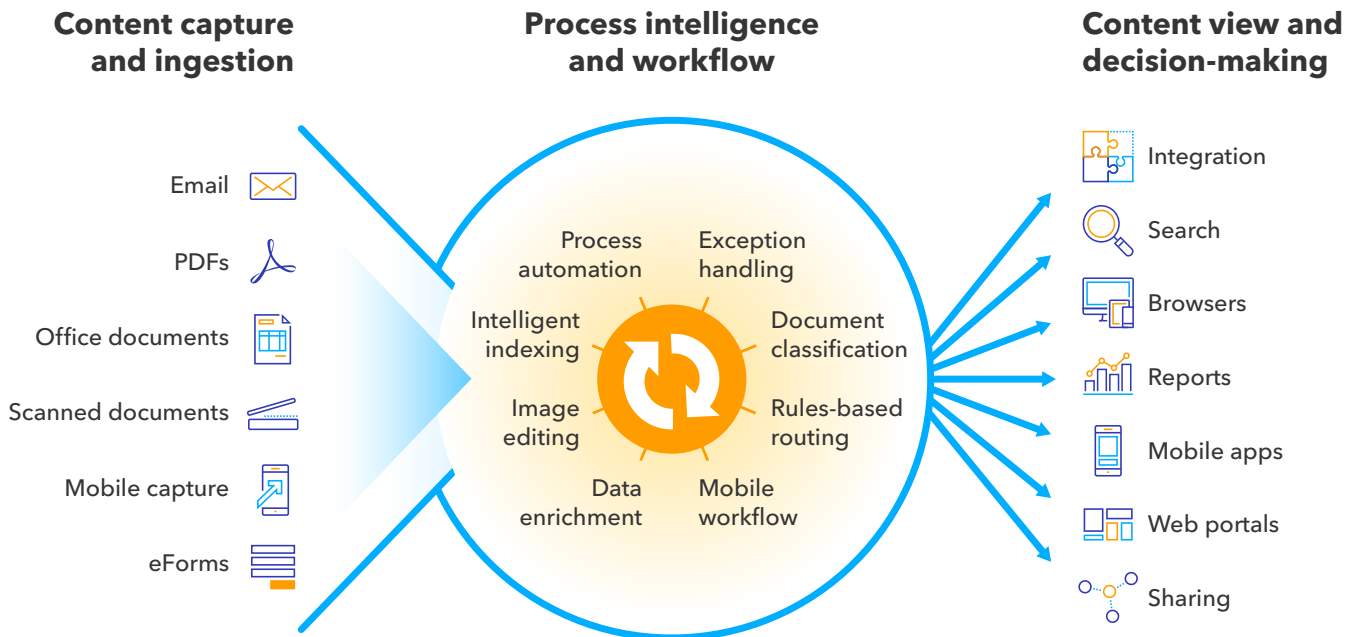 Content capture
and ingestion
Process intelligence
and workflow
Content view and
decision-making
Email
PDFs
Office documents
Scanned documents
Mobile capture
eForms
Process
automation
Exception
handling
Intelligent
indexing
Document
classification
Image
editing
Rules-based
routing
Data
enrichment
Mobile
workflow
Integration
Search
Browsers
Reports
Mobile apps
Web portals
Sharing